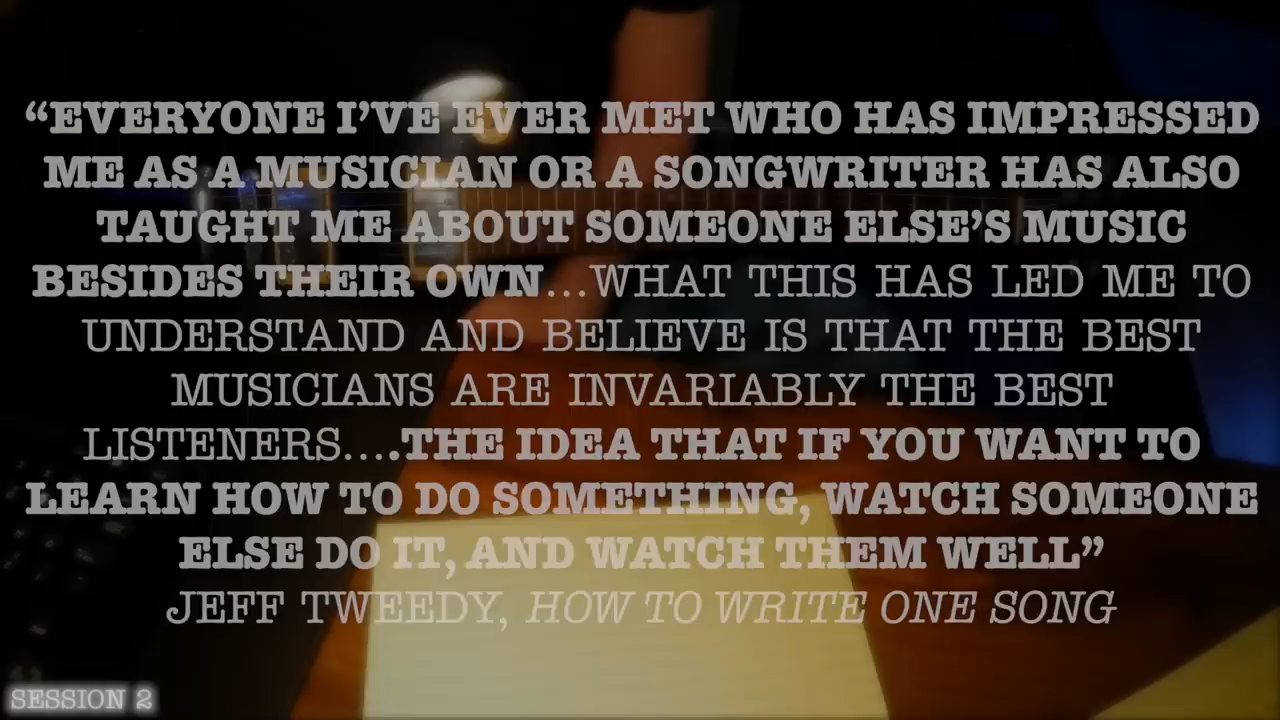 “EVERYONE I’VE EVER MET WHO HAS IMPRESSED
ME AS A MUSICIAN OR A SONGWRITER HAS ALSO
TAUGHT ME ABOUT SOMEONE ELSE’S MUSIC
BESIDES THEIR OWN...WHAT THIS HAS LED ME TO
UNDERSTAND AND BELIEVE IS THAT THE BEST
MUSICIANS ARE INVARIABLY THE BEST
LISTENERS....THE IDEA THAT IF YOU WANT TO
LEARN HOW TO DO SOMETHING, WATCH SOMEONE
ELSE DO IT, AND WATCH THEM WELL”
JEFF TWEEDY, HOW TO WRITE ONE SONG
SESSION 2